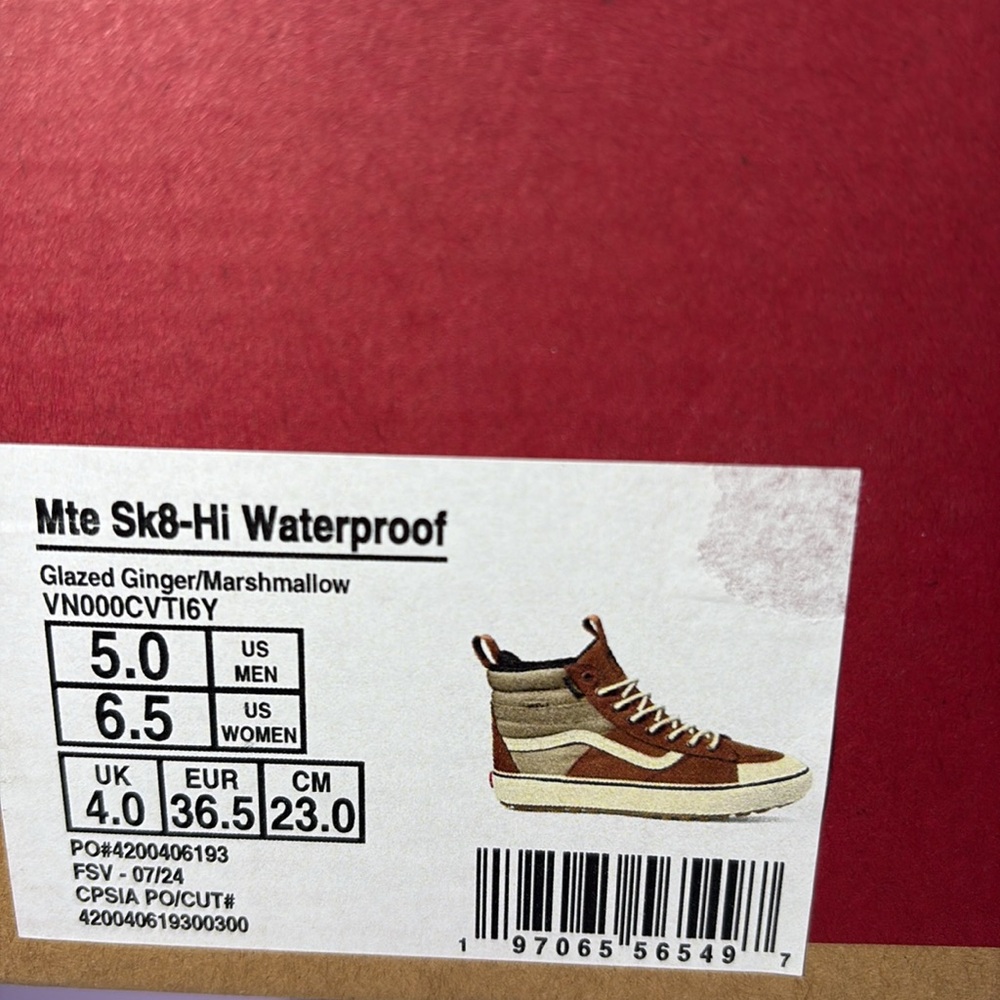 Mte Sk8-Hi Waterproof
Glazed Ginger/Marshmallow
VN000CVTI6Y
5.0 US MEN
6.5 US WOMEN
UK EUR CM
4.0 36.5 23.0
PO#4200406193
FSV - 07/24
CPSIA PO/CUT#
420040619300300
1 97065 56549 7